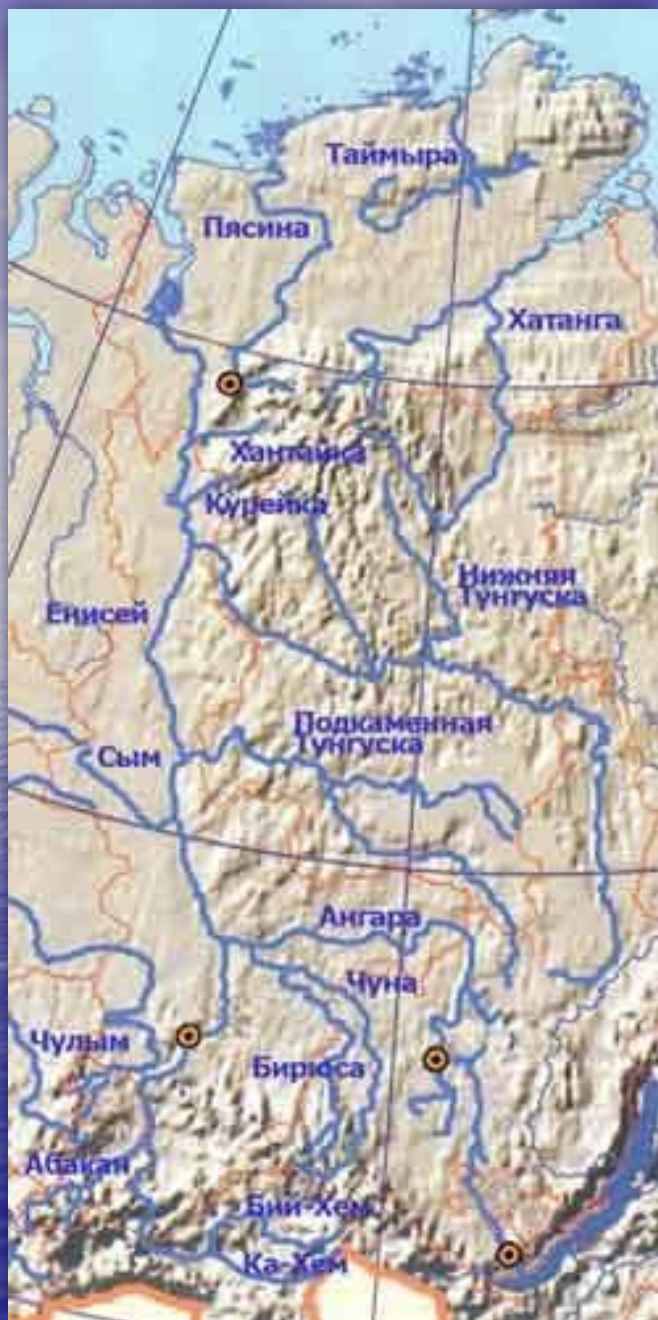 Таймыра
Пясина
Хатанга
Хантайка
Курейка
Нижняя
Тунгуска
Енисей
Подкаменная
Тунгуска
Сым
Ангара
Чуна
Чулым
Бирюса
Абакан
Бий-Хем
Ка-Хем